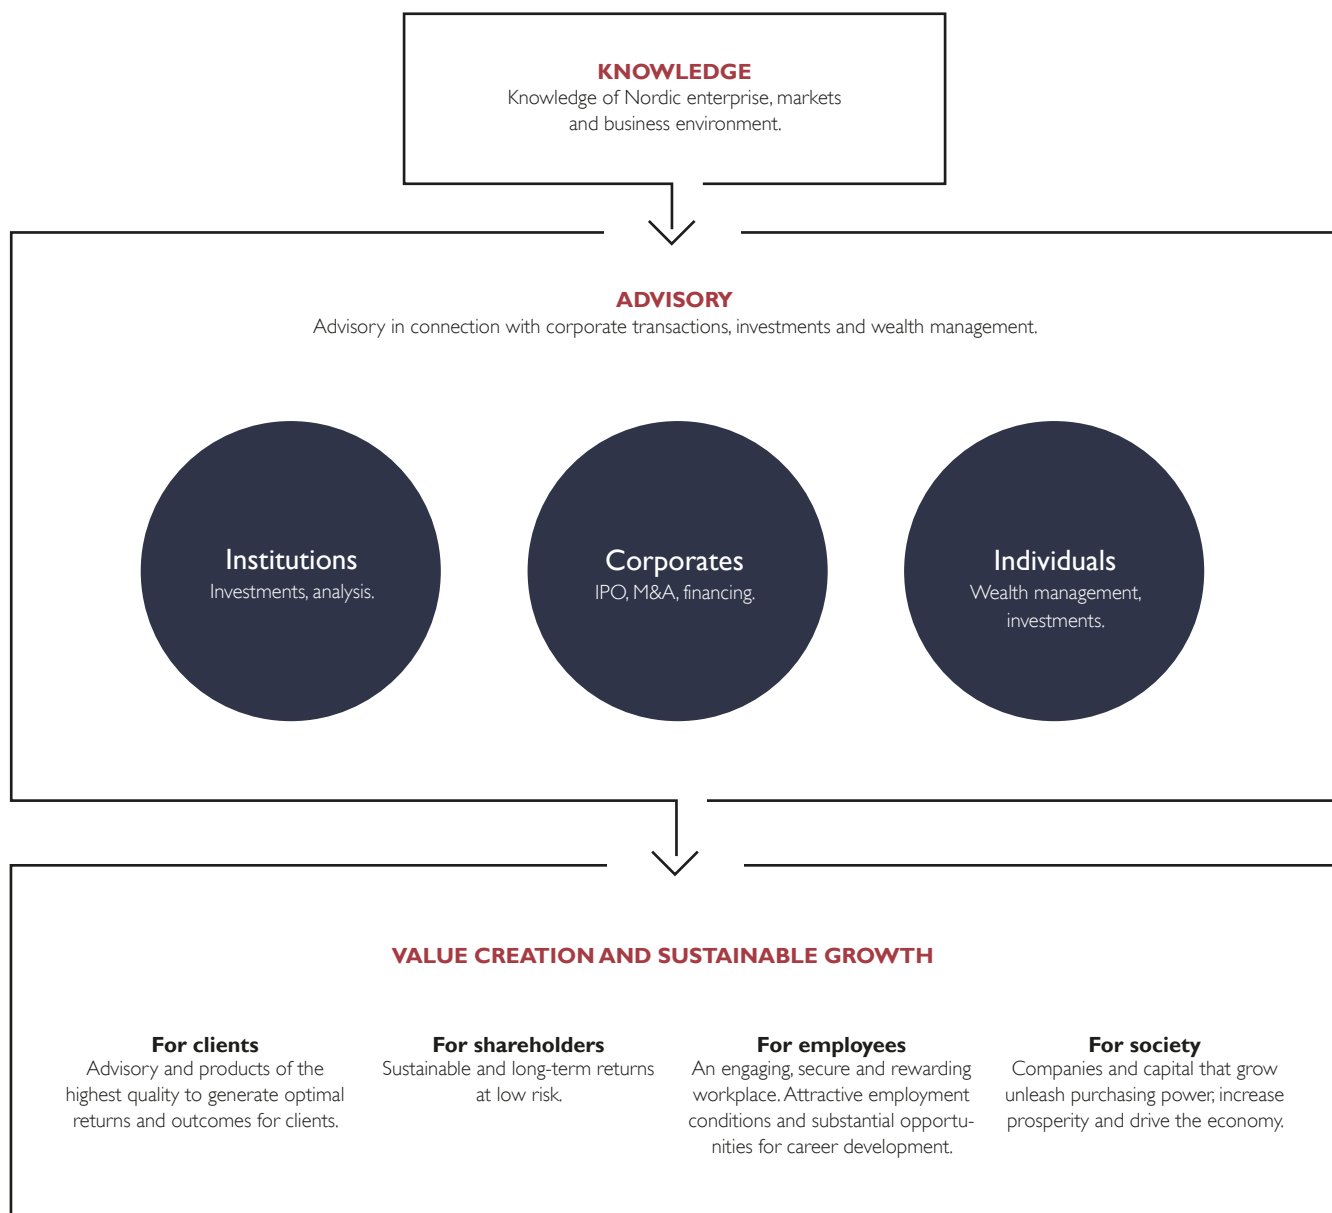 KNOWLEDGE
Knowledge of Nordic enterprise, markets
and business environment.
ADVISORY
Advisory in connection with corporate transactions, investments and wealth management.
Institutions
Investments, analysis.
Corporates
IPO, M&A, financing.
Individuals
Wealth management,
investments.
VALUE CREATION AND SUSTAINABLE GROWTH
For clients
Advisory and products of the
highest quality to generate optimal
returns and outcomes for clients.
For shareholders
Sustainable and long-term returns
at low risk.
For employees
An engaging, secure and rewarding
workplace. Attractive employment
conditions and substantial opportu-
nities for career development.
For society
Companies and capital that grow
unleash purchasing power, increase
prosperity and drive the economy.